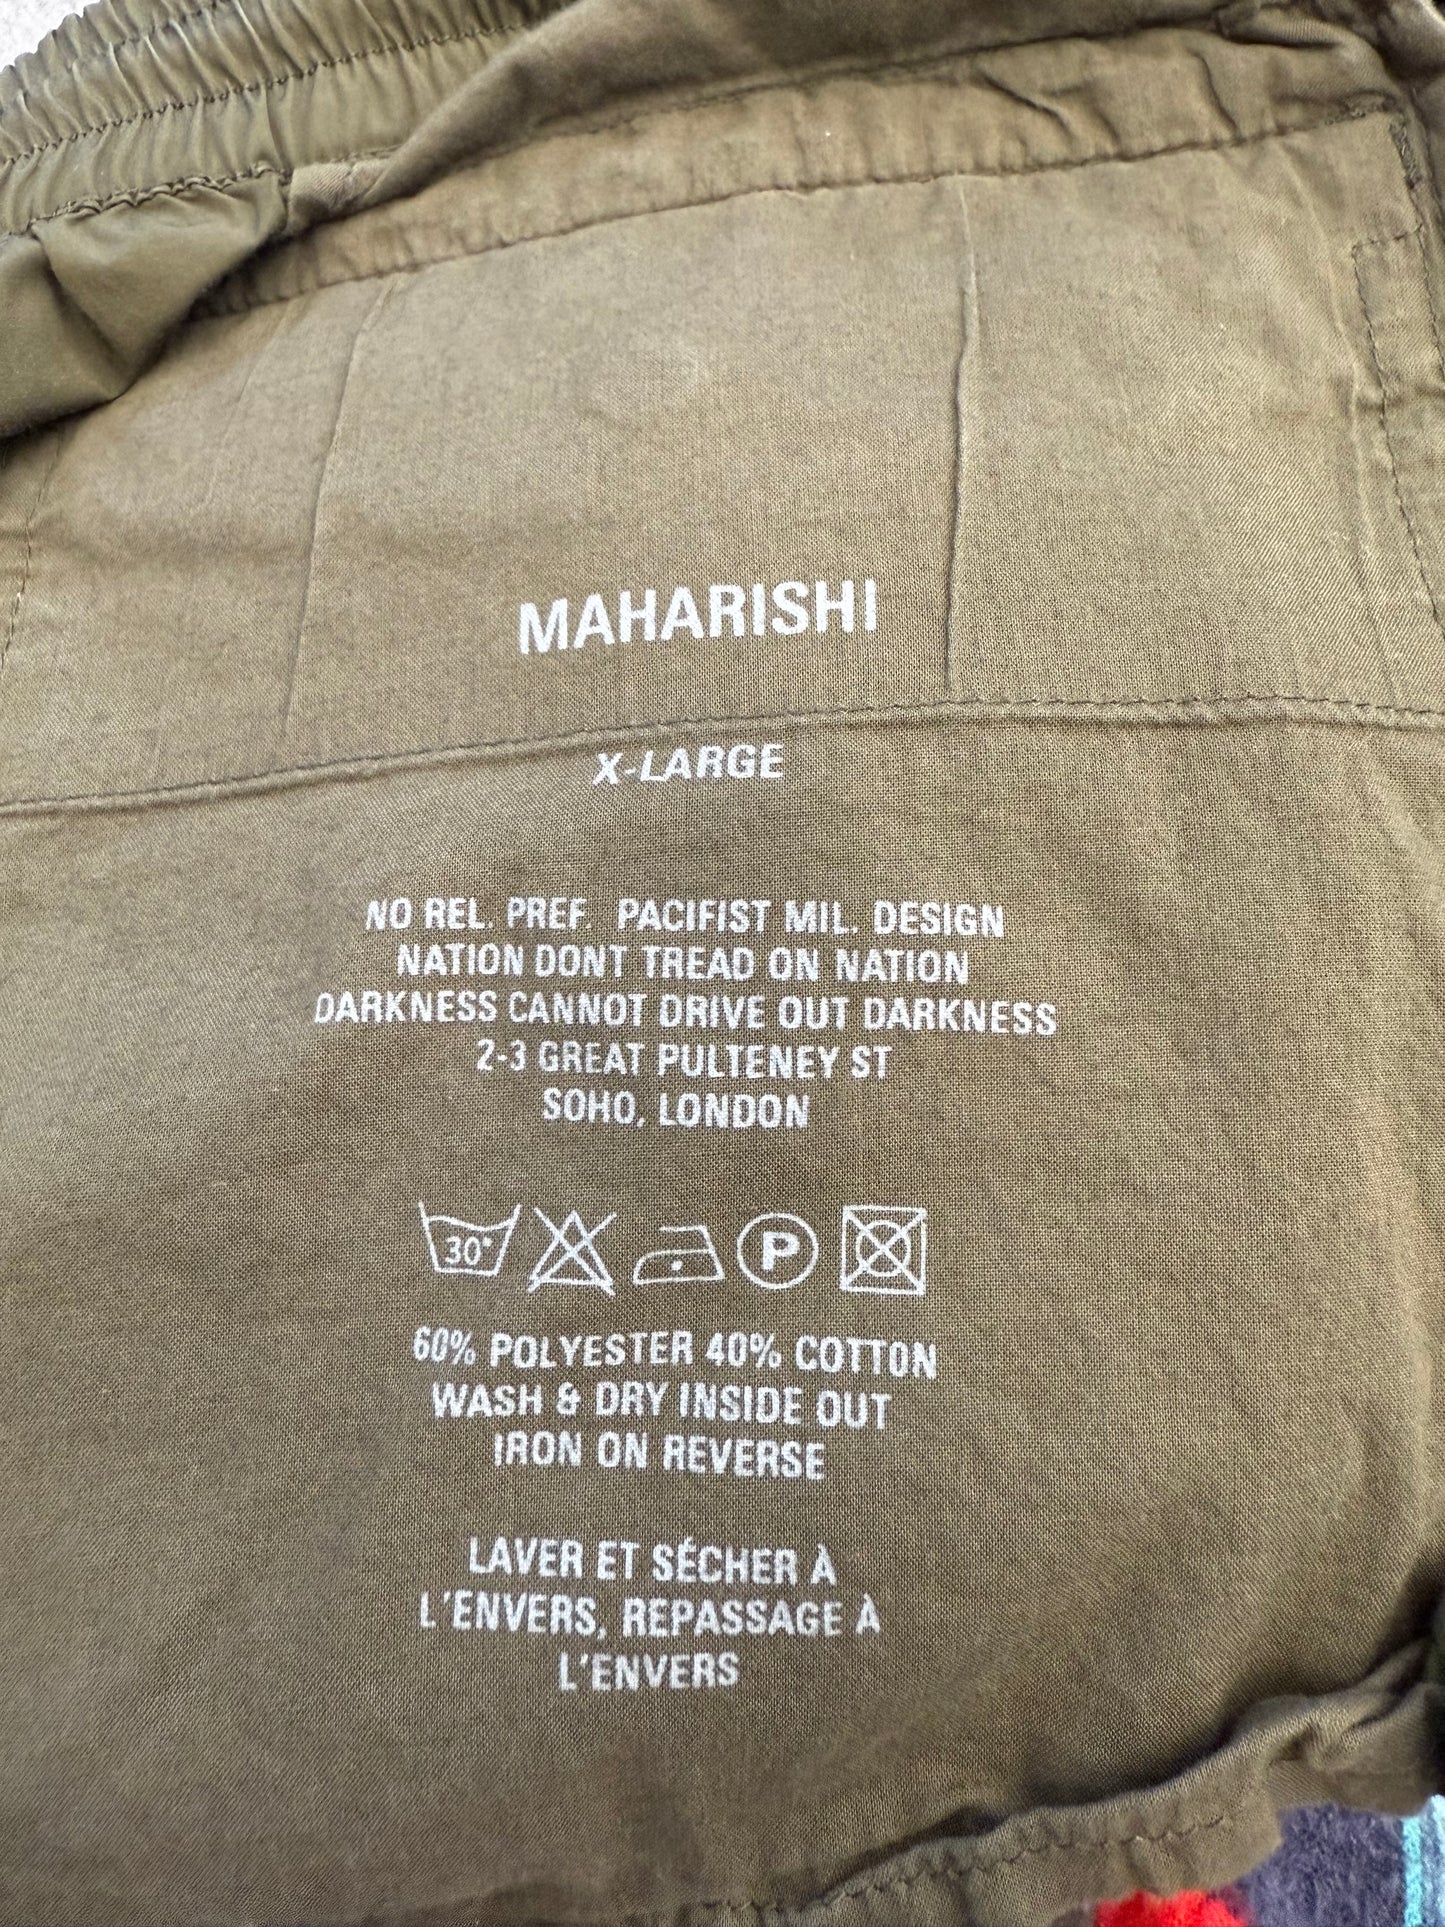 MAHARISHI
X-LARGE
NO REL. PREF. PACIFIST MIL. DESIGN
NATION DONT TREAD ON NATION
DARKNESS CANNOT DRIVE OUT DARKNESS
2-3 GREAT PULTENEY ST
SOHO, LONDON
30° P
60% POLYESTER 40% COTTON
WASH & DRY INSIDE OUT
IRON ON REVERSE
LAVER ET SÉCHER À
L'ENVERS, REPASSAGE À
L'ENVERS